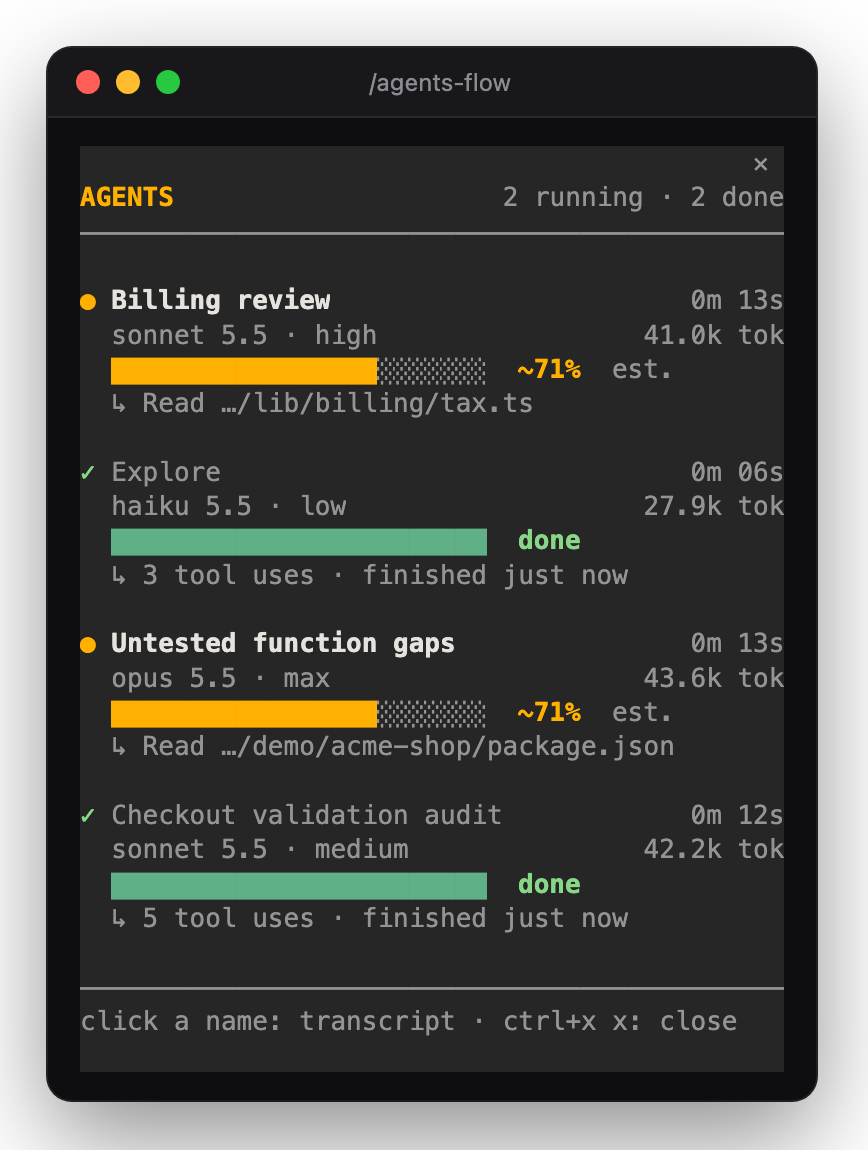 /agents-flow
×
AGENTS 2 running · 2 done
● Billing review 0m 13s
sonnet 5.5 · high 41.0k tok
~71% est.
↳ Read …/lib/billing/tax.ts
✓ Explore 0m 06s
haiku 5.5 · low 27.9k tok
done
↳ 3 tool uses · finished just now
● Untested function gaps 0m 13s
opus 5.5 · max 43.6k tok
~71% est.
↳ Read …/demo/acme-shop/package.json
✓ Checkout validation audit 0m 12s
sonnet 5.5 · medium 42.2k tok
done
↳ 5 tool uses · finished just now
click a name: transcript · ctrl+x x: close